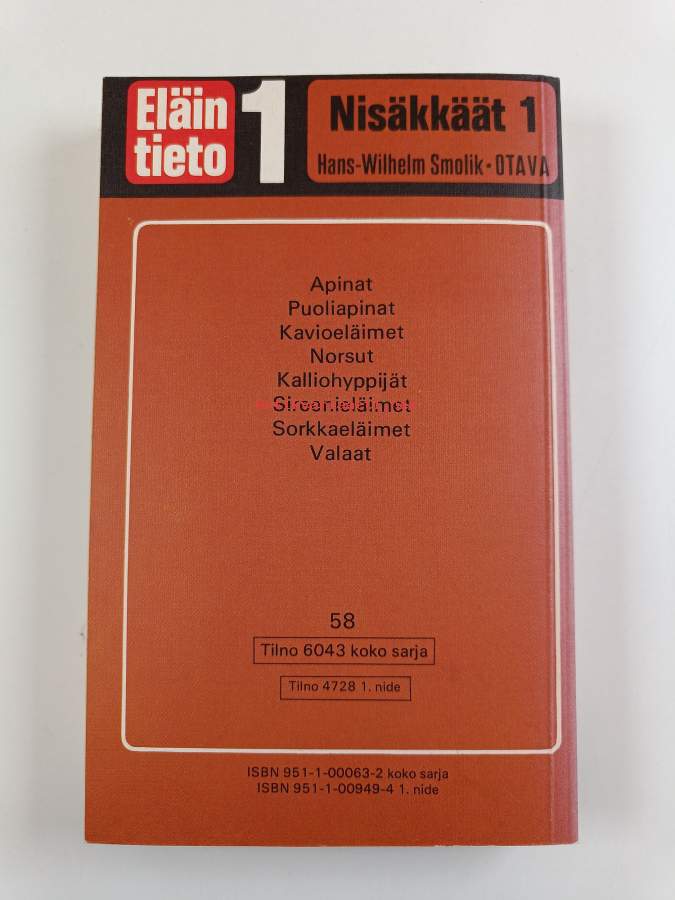 Eläin
tieto
1
Nisäkkäät 1
Hans-Wilhelm Smolik • OTAVA
Apinat
Puoliapinat
Kavioeläimet
Norsut
Kalliohyppijät
Sireenieläimet
Sorkkaeläimet
Valaat
58
Tilno 6043 koko sarja
Tilno 4728 1. nide
ISBN 951-1-00063-2 koko sarja
ISBN 951-1-00949-4 1. nide